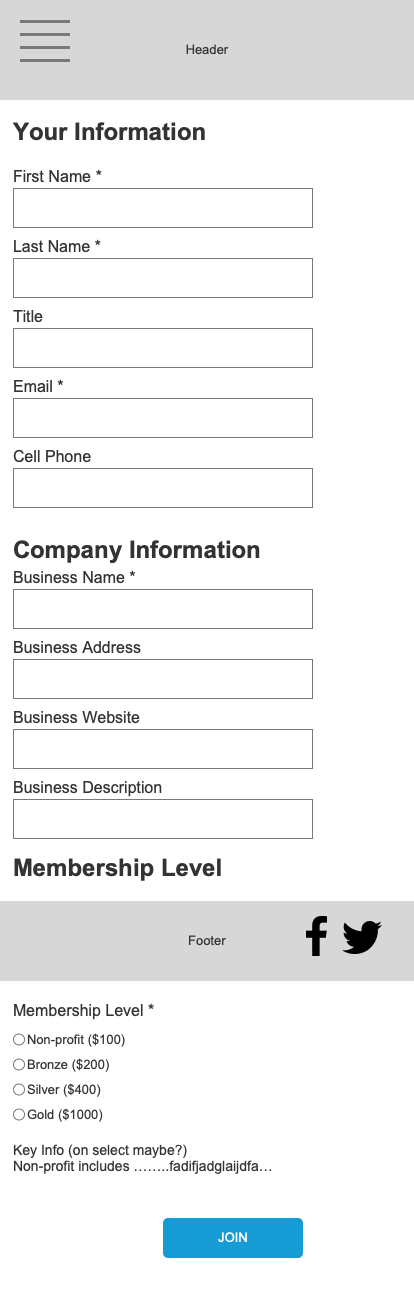 Header
Your Information
First Name *
Last Name *
Title
Email *
Cell Phone
Company Information
Business Name *
Business Address
Business Website
Business Description
Membership Level
Footer
Membership Level *
Non-profit ($100)
Bronze ($200)
Silver ($400)
Gold ($1000)
Key Info (on select maybe?)
Non-profit includes ……..fadifjadglaijdfa…
JOIN